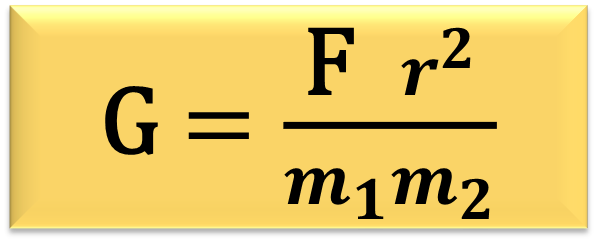 G = F r² / m₁m₂